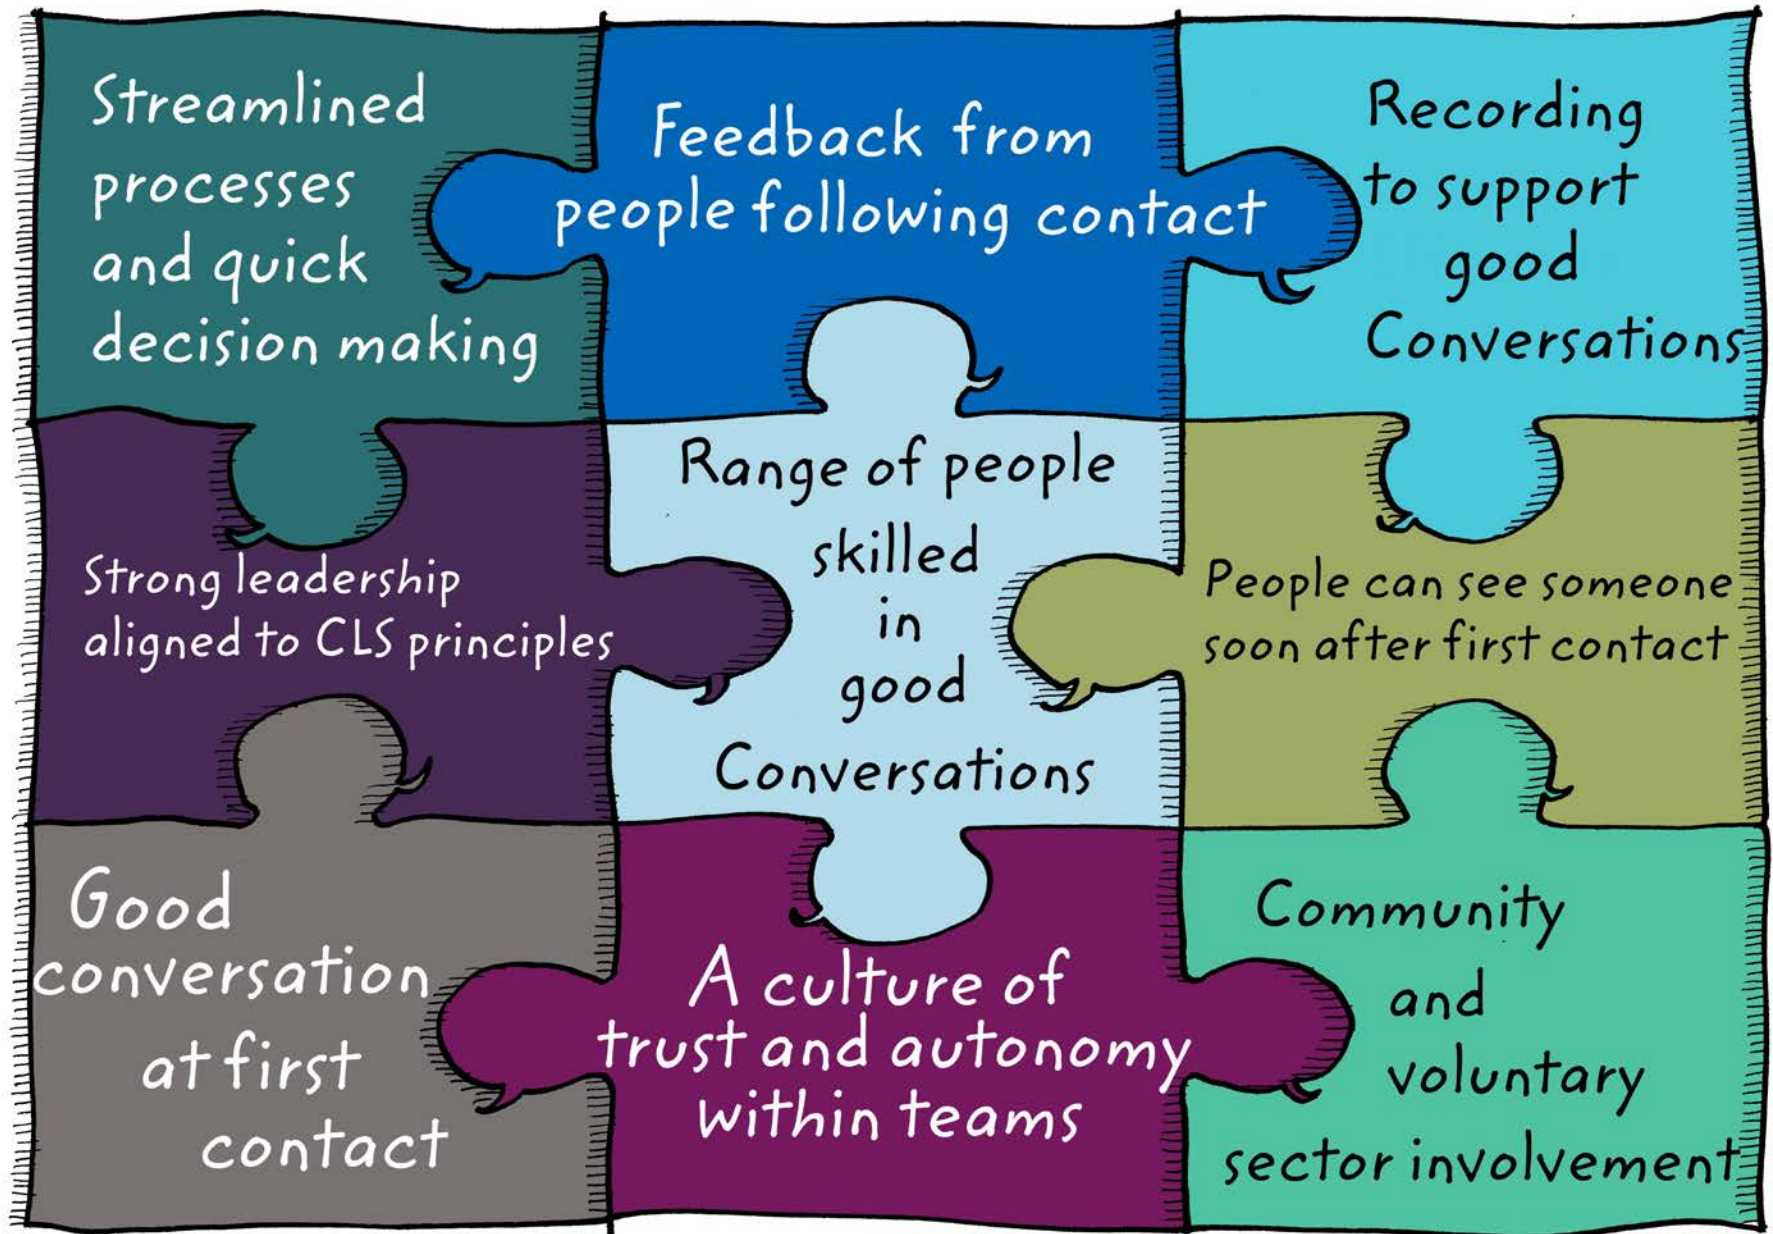 Streamlined
processes
and quick
decision making
Feedback from
people following contact
Recording
to support
good
Conversations
Strong leadership
aligned to CLS principles
Range of people
skilled
in
good
Conversations
People can see someone
soon after first contact
Good
conversation
at first
contact
A culture of
trust and autonomy
within teams
Community
and
voluntary
sector involvement